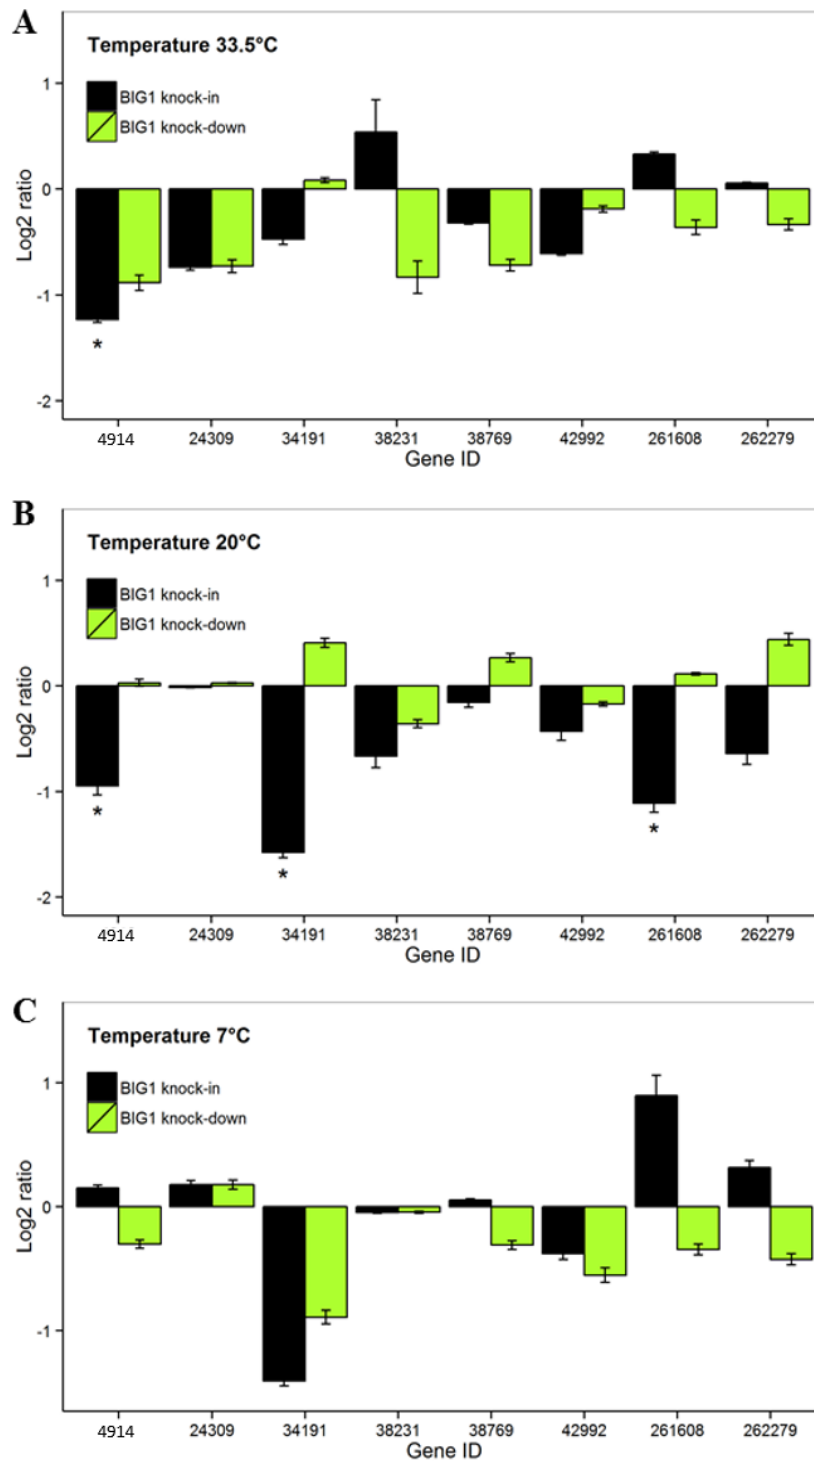 A
Temperature 33.5°C
BIG1 knock-in
BIG1 knock-down
Log2 ratio
1
0
-1
-2
*
4914 24309 34191 38231 38769 42992 261608 262279
Gene ID
B
Temperature 20°C
BIG1 knock-in
BIG1 knock-down
Log2 ratio
1
0
-1
-2
* * *
4914 24309 34191 38231 38769 42992 261608 262279
Gene ID
C
Temperature 7°C
BIG1 knock-in
BIG1 knock-down
Log2 ratio
1
0
-1
4914 24309 34191 38231 38769 42992 261608 262279
Gene ID